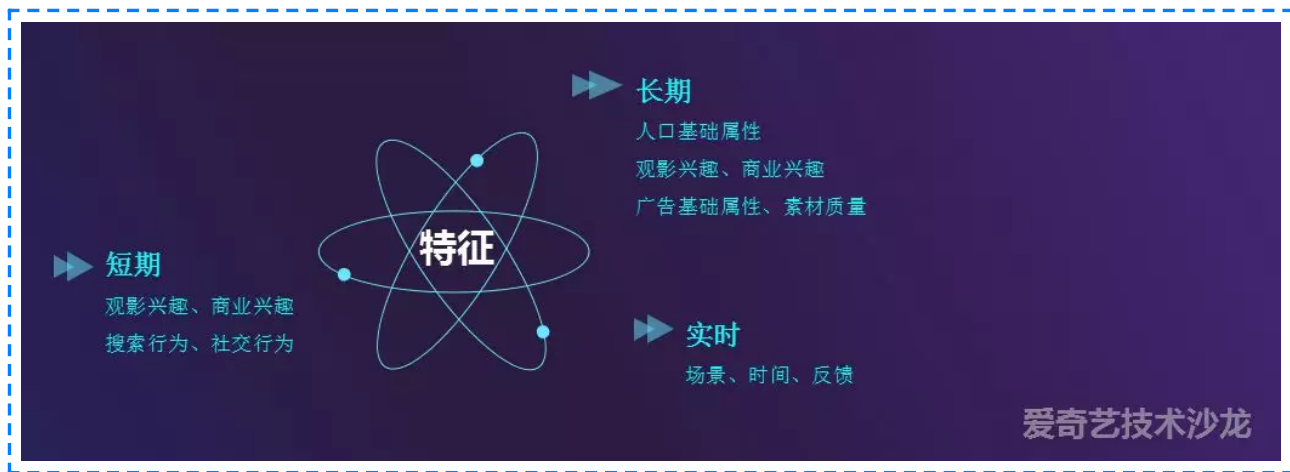 长期
人口基础属性
观影兴趣、商业兴趣
广告基础属性、素材质量
特征
短期
观影兴趣、商业兴趣
搜索行为、社交行为
实时
场景、时间、反馈
爱奇艺技术沙龙